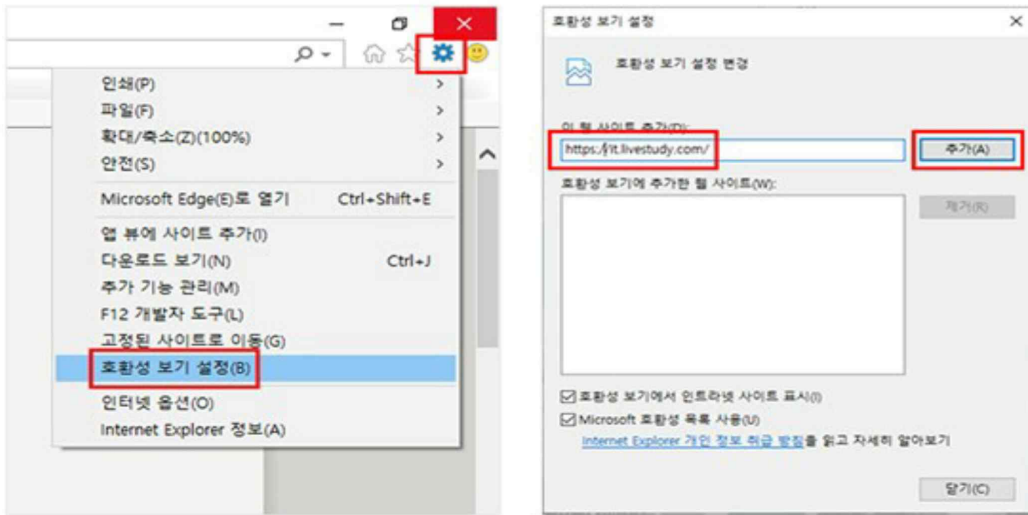 인쇄(P)
파일(F)
확대/축소(Z)(100%)
안전(S)
Microsoft Edge(E)로 열기 Ctrl+Shift+E
앱 뷰에 사이트 추가(I)
다운로드 보기(N) Ctrl+J
추가 기능 관리(M)
F12 개발자 도구(L)
고정된 사이트로 이동(G)
호환성 보기 설정(B)
인터넷 옵션(O)
Internet Explorer 정보(A)
호환성 보기 설정
호환성 보기 설정 변경
이 웹 사이트 추가(D):
https://it.livestudy.com/ 추가(A)
호환성 보기에 추가한 웹 사이트(W):
제거(R)
호환성 보기에서 인트라넷 사이트 표시(I)
Microsoft 호환성 목록 사용(U)
Internet Explorer 개인 정보 취급 방침을 읽고 자세히 알아보기
닫기(C)